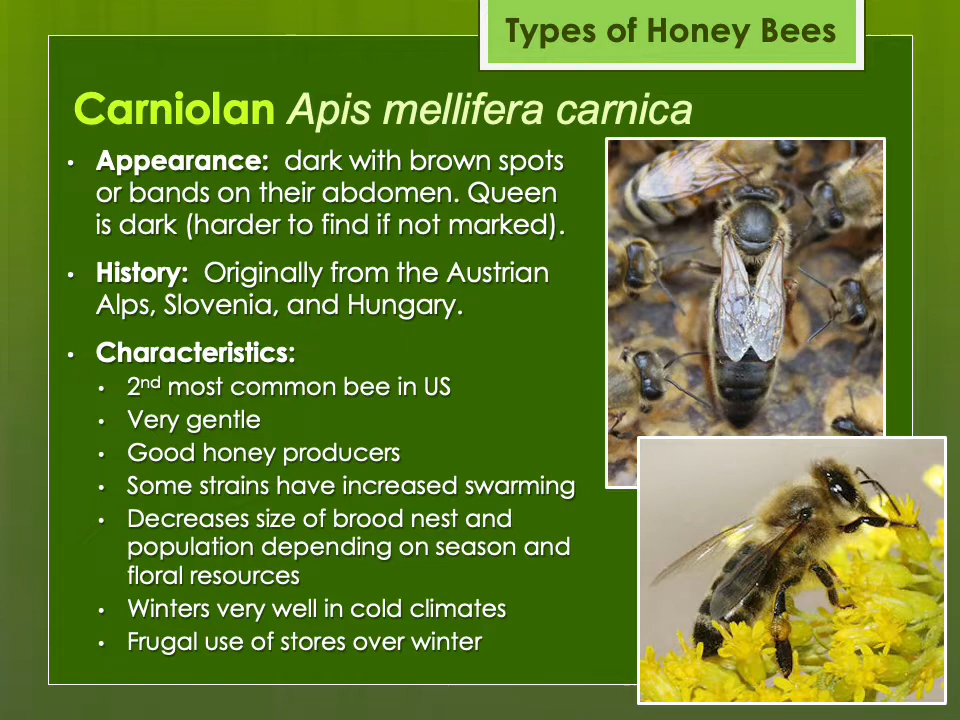 Types of Honey Bees
Carniolan Apis mellifera carnica
• Appearance: dark with brown spots
or bands on their abdomen. Queen
is dark (harder to find if not marked).
• History: Originally from the Austrian
Alps, Slovenia, and Hungary.
• Characteristics:
• 2nd most common bee in US
• Very gentle
• Good honey producers
• Some strains have increased swarming
• Decreases size of brood nest and
population depending on season and
floral resources
• Winters very well in cold climates
• Frugal use of stores over winter